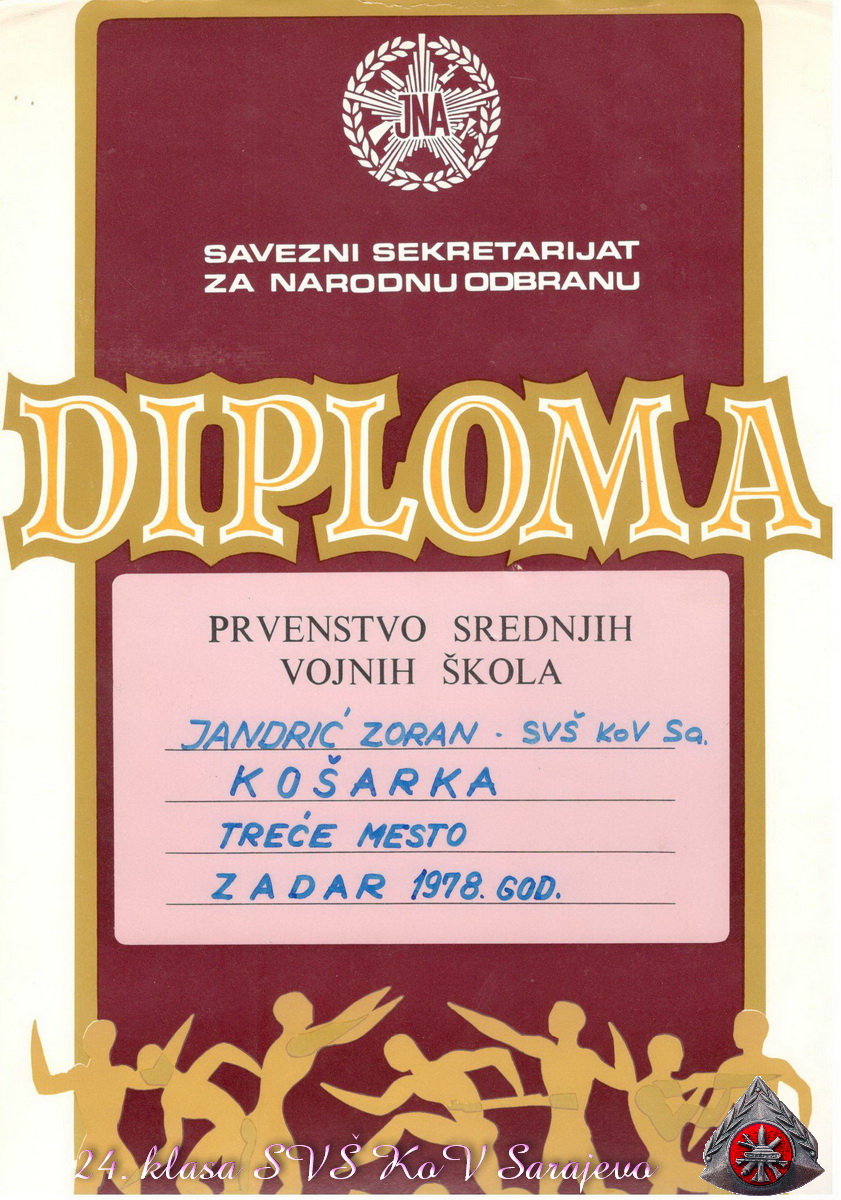 JNA
SAVEZNI SEKRETARIJAT
ZA NARODNU ODBRANU
DIPLOMA
PRVENSTVO SREDNJIH
VOJNIH ŠKOLA
JANDRIĆ ZORAN - SVŠ KoV Sa.
KOŠARKA
TREĆE MESTO
ZADAR 1978. GOD.
24. klasa SVŠ KoV Sarajevo